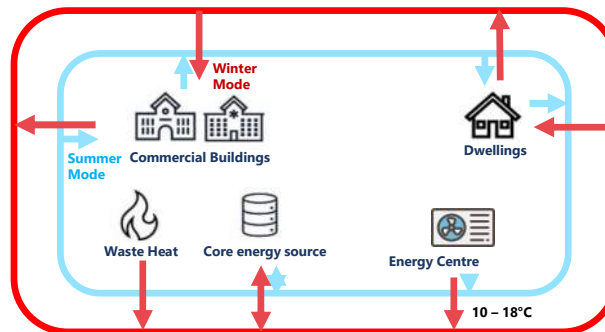 Winter
Mode
Commercial Buildings
Dwellings
Summer
Mode
Waste Heat
Core energy source
Energy Centre
10 – 18°C